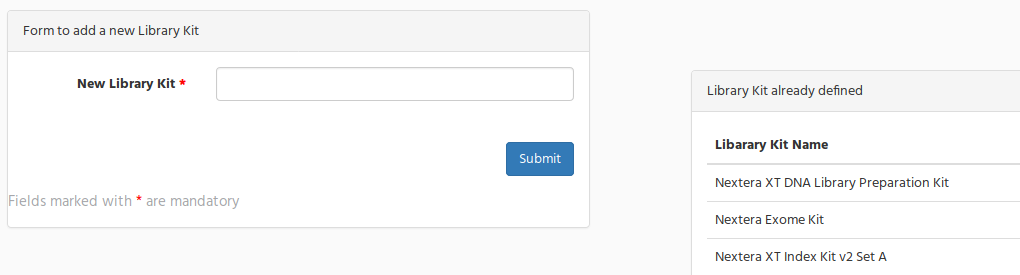 Form to add a new Library Kit
New Library Kit *
Submit
Fields marked with * are mandatory
Library Kit already defined
Libarary Kit Name
Nextera XT DNA Library Preparation Kit
Nextera Exome Kit
Nextera XT Index Kit v2 Set A